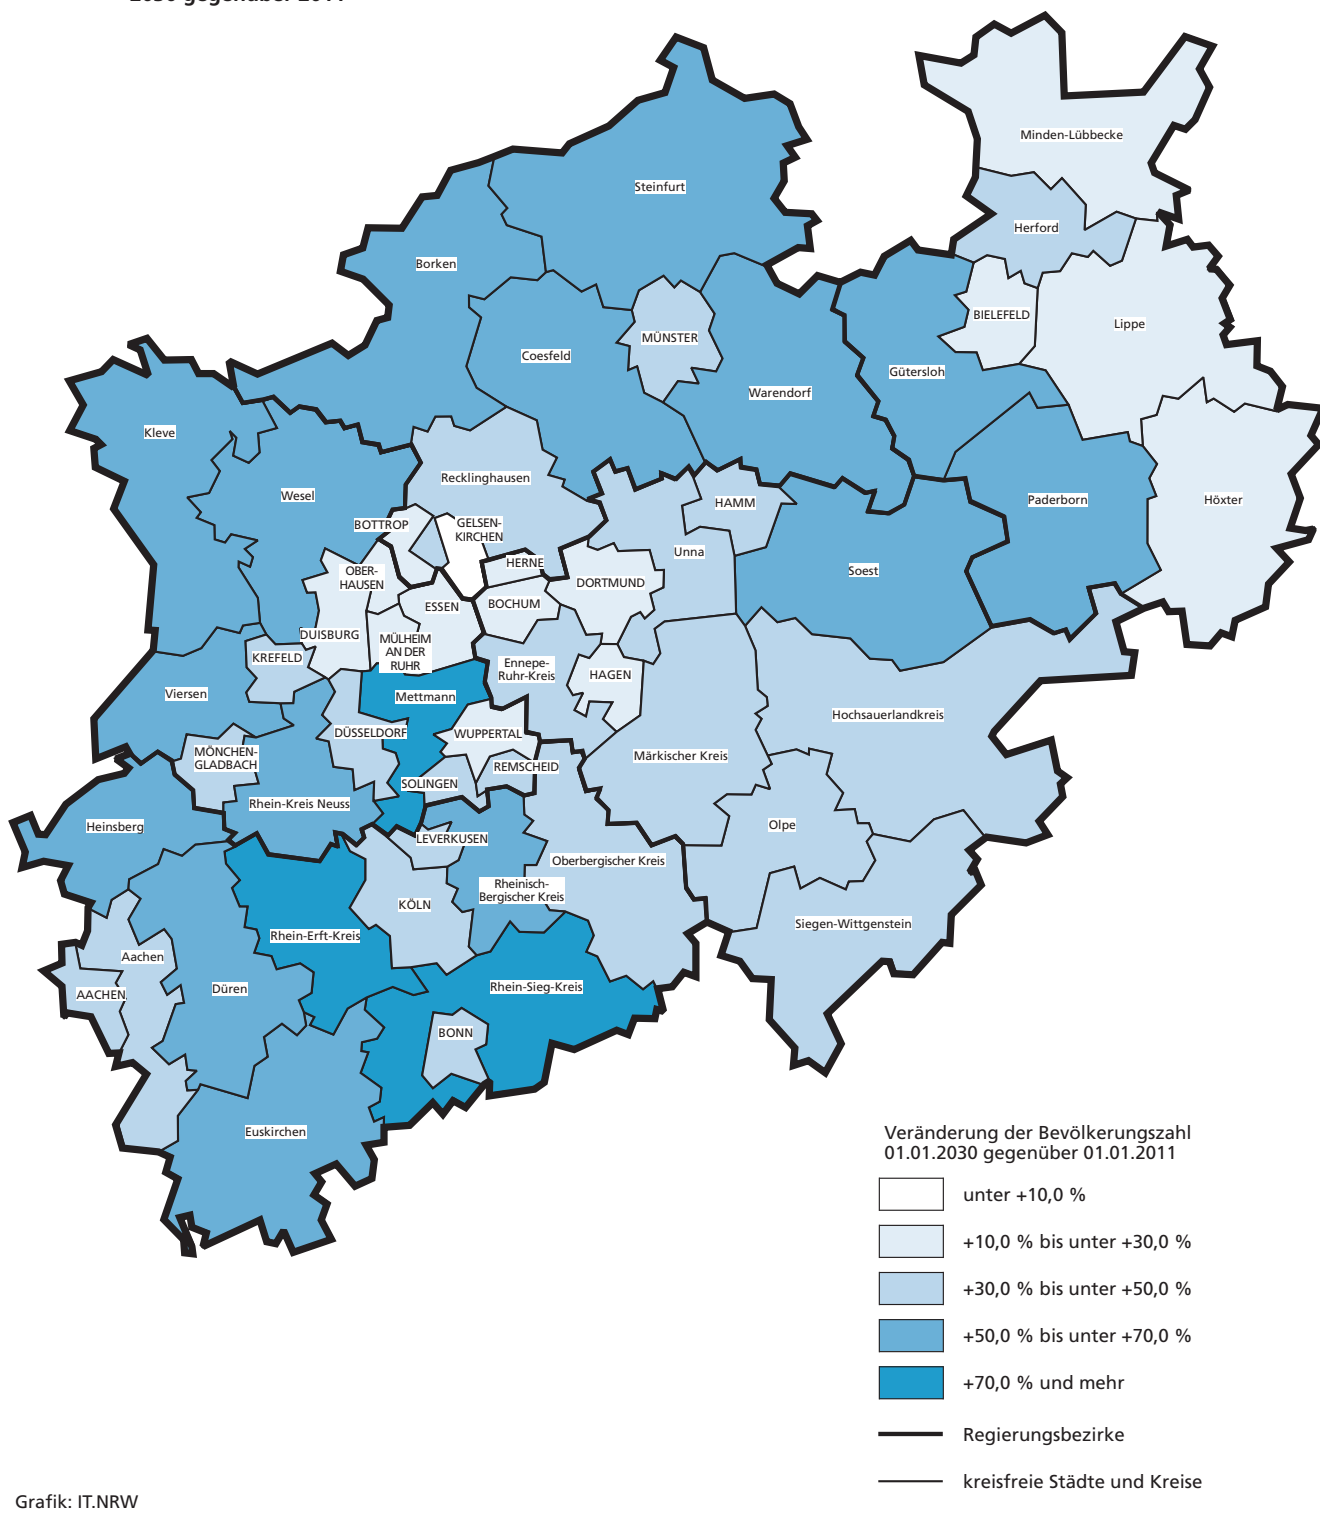 2030 gegenüber 2011
Minden-Lübbecke
Steinfurt
Herford
Borken
BIELEFELD
Lippe
MÜNSTER
Coesfeld
Gütersloh
Warendorf
Kleve
Recklinghausen
Wesel
Paderborn
Höxter
HAMM
BOTTROP
GELSEN-
KIRCHEN
Unna
HERNE
Soest
OBER-
HAUSEN
DORTMUND
ESSEN
BOCHUM
DUISBURG
MÜLHEIM
AN DER
RUHR
KREFELD
Ennepe-
Ruhr-Kreis
HAGEN
Viersen
Mettmann
Hochsauerlandkreis
DÜSSELDORF
WUPPERTAL
MÖNCHEN-
GLADBACH
Märkischer Kreis
REMSCHEID
SOLINGEN
Rhein-Kreis Neuss
Heinsberg
Olpe
LEVERKUSEN
Oberbergischer Kreis
Rheinisch-
Bergischer Kreis
KÖLN
Siegen-Wittgenstein
Rhein-Erft-Kreis
Aachen
Rhein-Sieg-Kreis
Düren
AACHEN
BONN
Euskirchen
Veränderung der Bevölkerungszahl
01.01.2030 gegenüber 01.01.2011
unter +10,0 %
+10,0 % bis unter +30,0 %
+30,0 % bis unter +50,0 %
+50,0 % bis unter +70,0 %
+70,0 % und mehr
Regierungsbezirke
kreisfreie Städte und Kreise
Grafik: IT.NRW